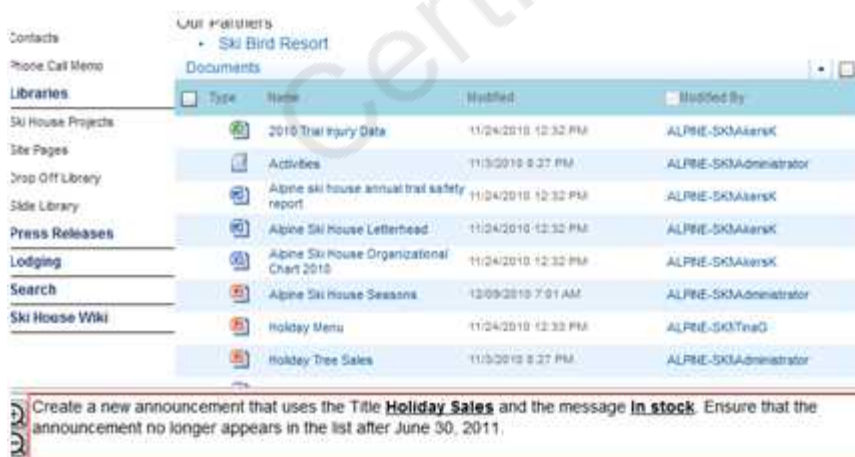 Our Partners
Contacts
• Ski Bird Resort
Phone Call Memo
Documents
Libraries
Type Name Modified Modified By
Ski House Projects
2010 Trial Injury Data 11/24/2010 12:32 PM ALPINE-SKI\AkersK
Site Pages
Activities 11/3/2010 8:27 PM ALPINE-SKI\Administrator
Drop Off Library
Alpine ski house annual trail safety report 11/24/2010 12:32 PM ALPINE-SKI\AkersK
Slide Library
Press Releases
Alpine Ski House Letterhead 11/24/2010 12:32 PM ALPINE-SKI\AkersK
Lodging
Alpine Ski House Organizational Chart 2010 11/24/2010 12:32 PM ALPINE-SKI\AkersK
Search
Alpine Ski House Seasons 12/09/2010 7:01 AM ALPINE-SKI\Administrator
Ski House Wiki
Holiday Menu 11/24/2010 12:33 PM ALPINE-SKI\TinaG
Holiday Tree Sales 11/3/2010 8:27 PM ALPINE-SKI\Administrator
Create a new announcement that uses the Title Holiday Sales and the message In stock. Ensure that the
announcement no longer appears in the list after June 30, 2011.